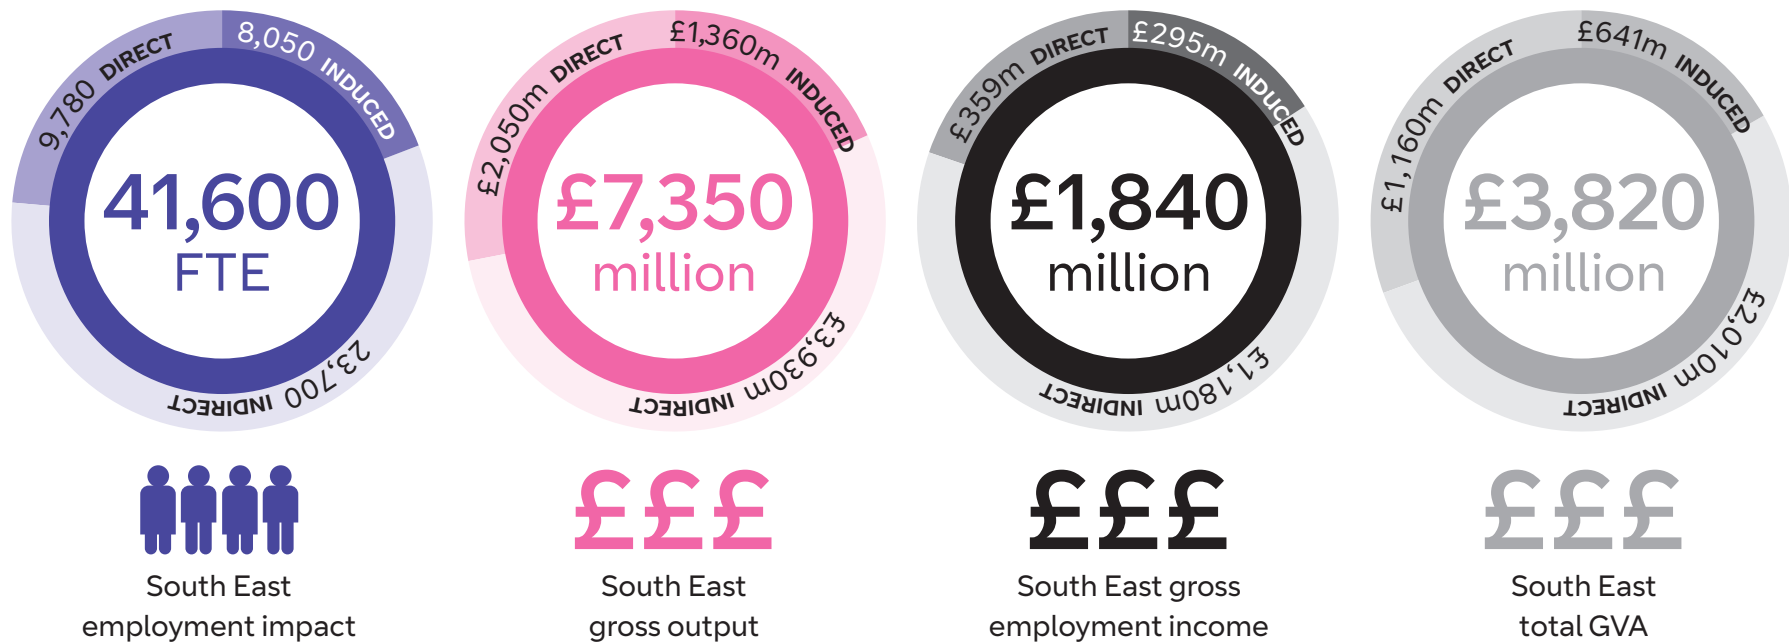 9,780 DIRECT
8,050 INDUCED
23,700 INDIRECT
41,600
FTE
South East
employment impact
£2,050m DIRECT
£1,360m INDUCED
£3,930m INDIRECT
£7,350
million
£££
South East
gross output
£359m DIRECT
£295m INDUCED
£1,180m INDIRECT
£1,840
million
£££
South East gross
employment income
£1,160m DIRECT
£641m INDUCED
£2,010m INDIRECT
£3,820
million
£££
South East
total GVA